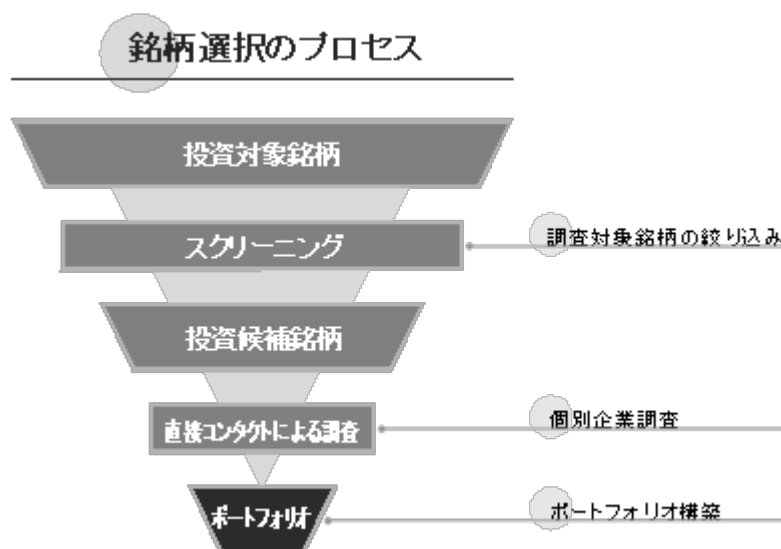 銘柄選択のプロセス
投資対象銘柄
スクリーニング
調査対象銘柄の絞り込み
投資候補銘柄
直接コンタクトによる調査
個別企業調査
ポートフォリオ
ポートフォリオ構築